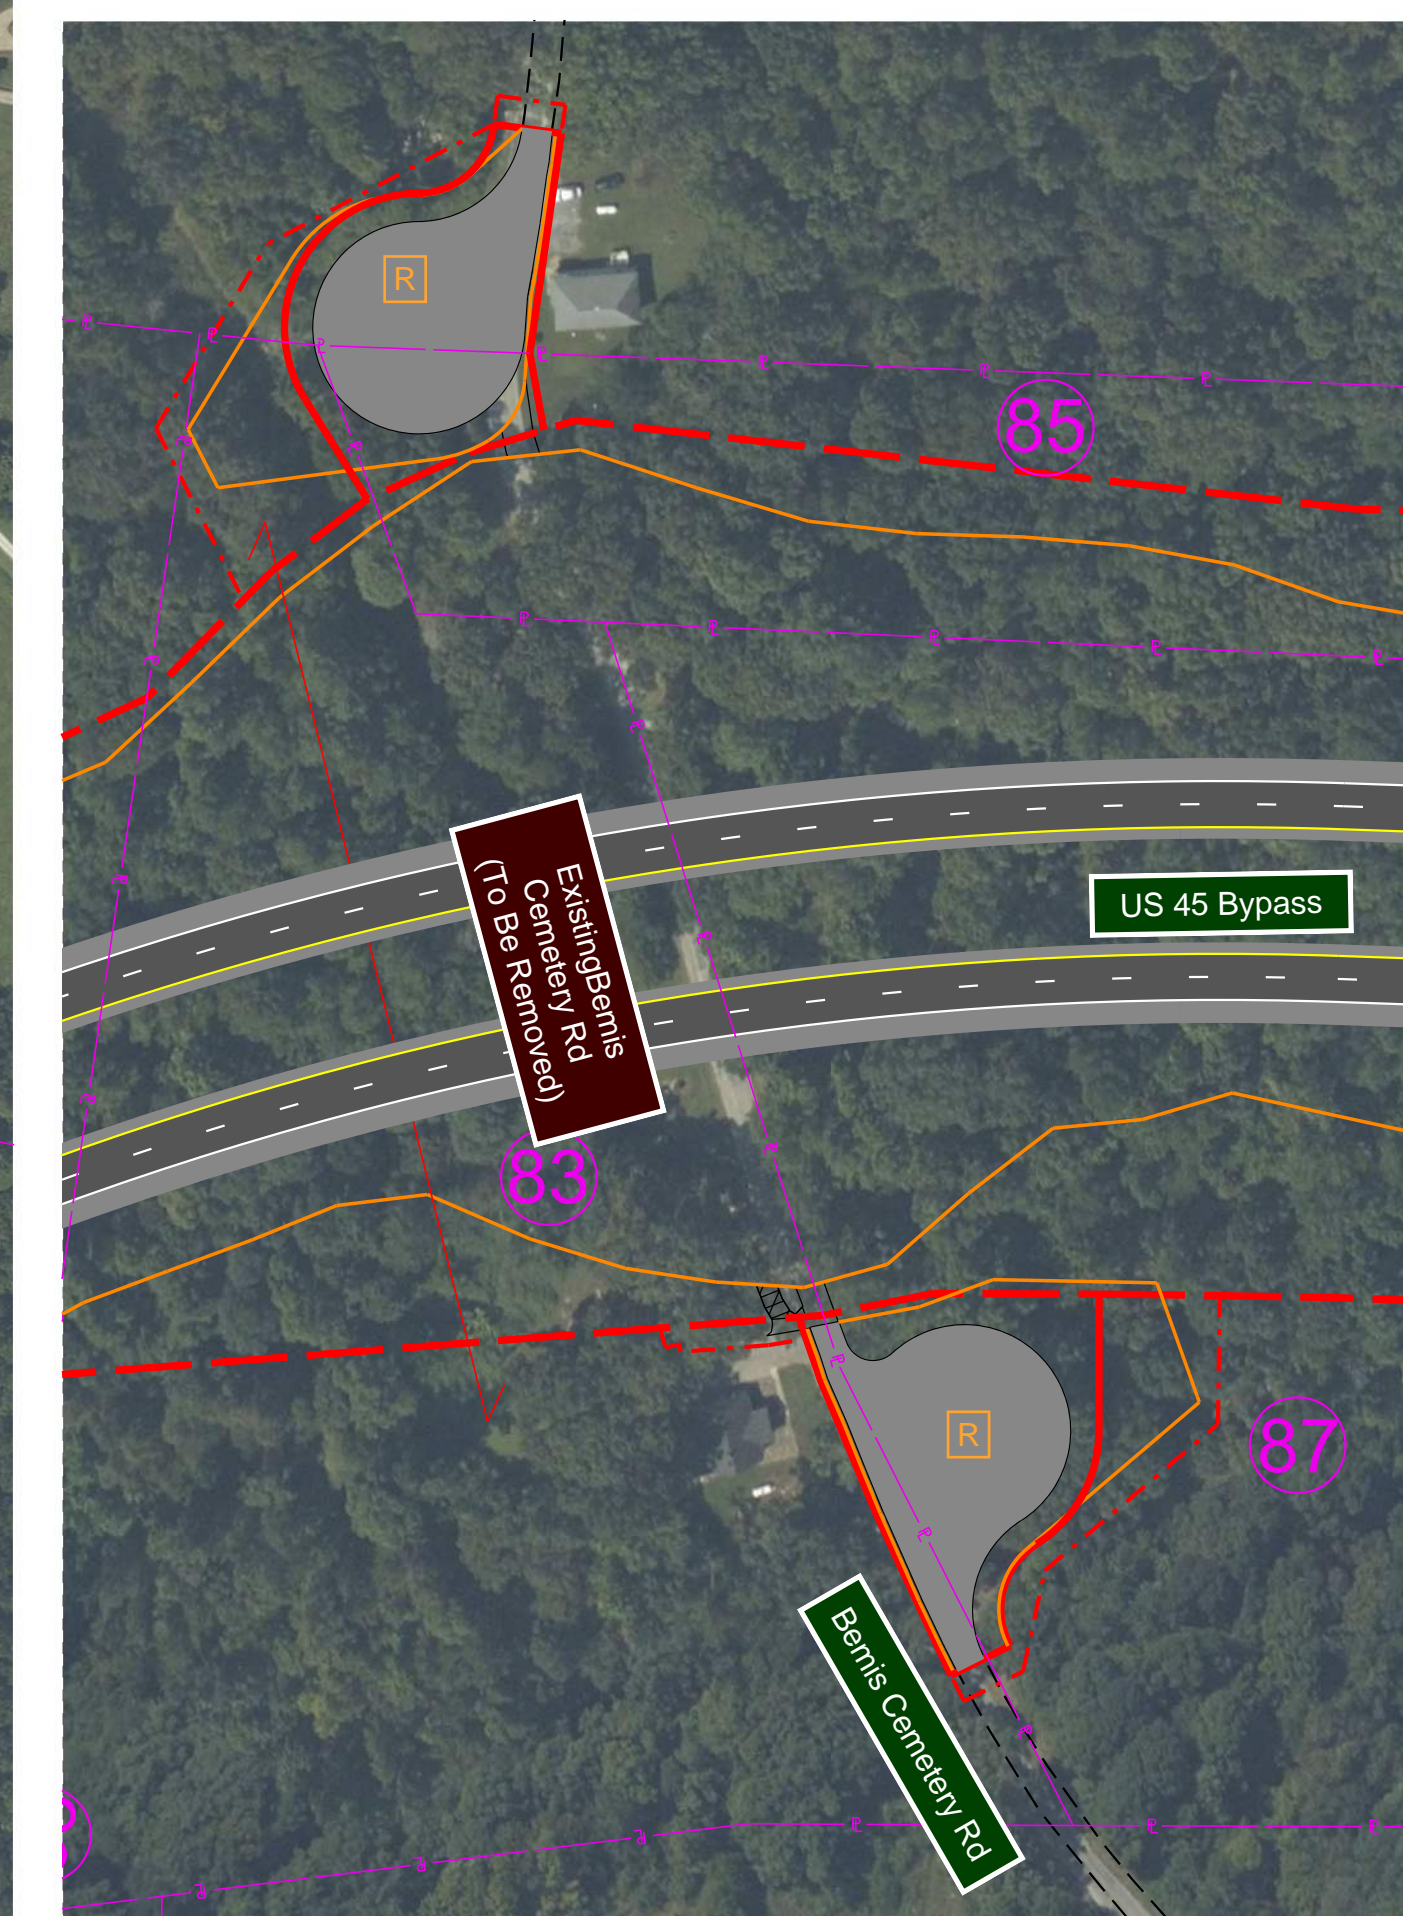 R
85
US 45 Bypass
ExistingBemis
Cemetery Rd
(To Be Removed)
83
R
87
Bemis Cemetery Rd